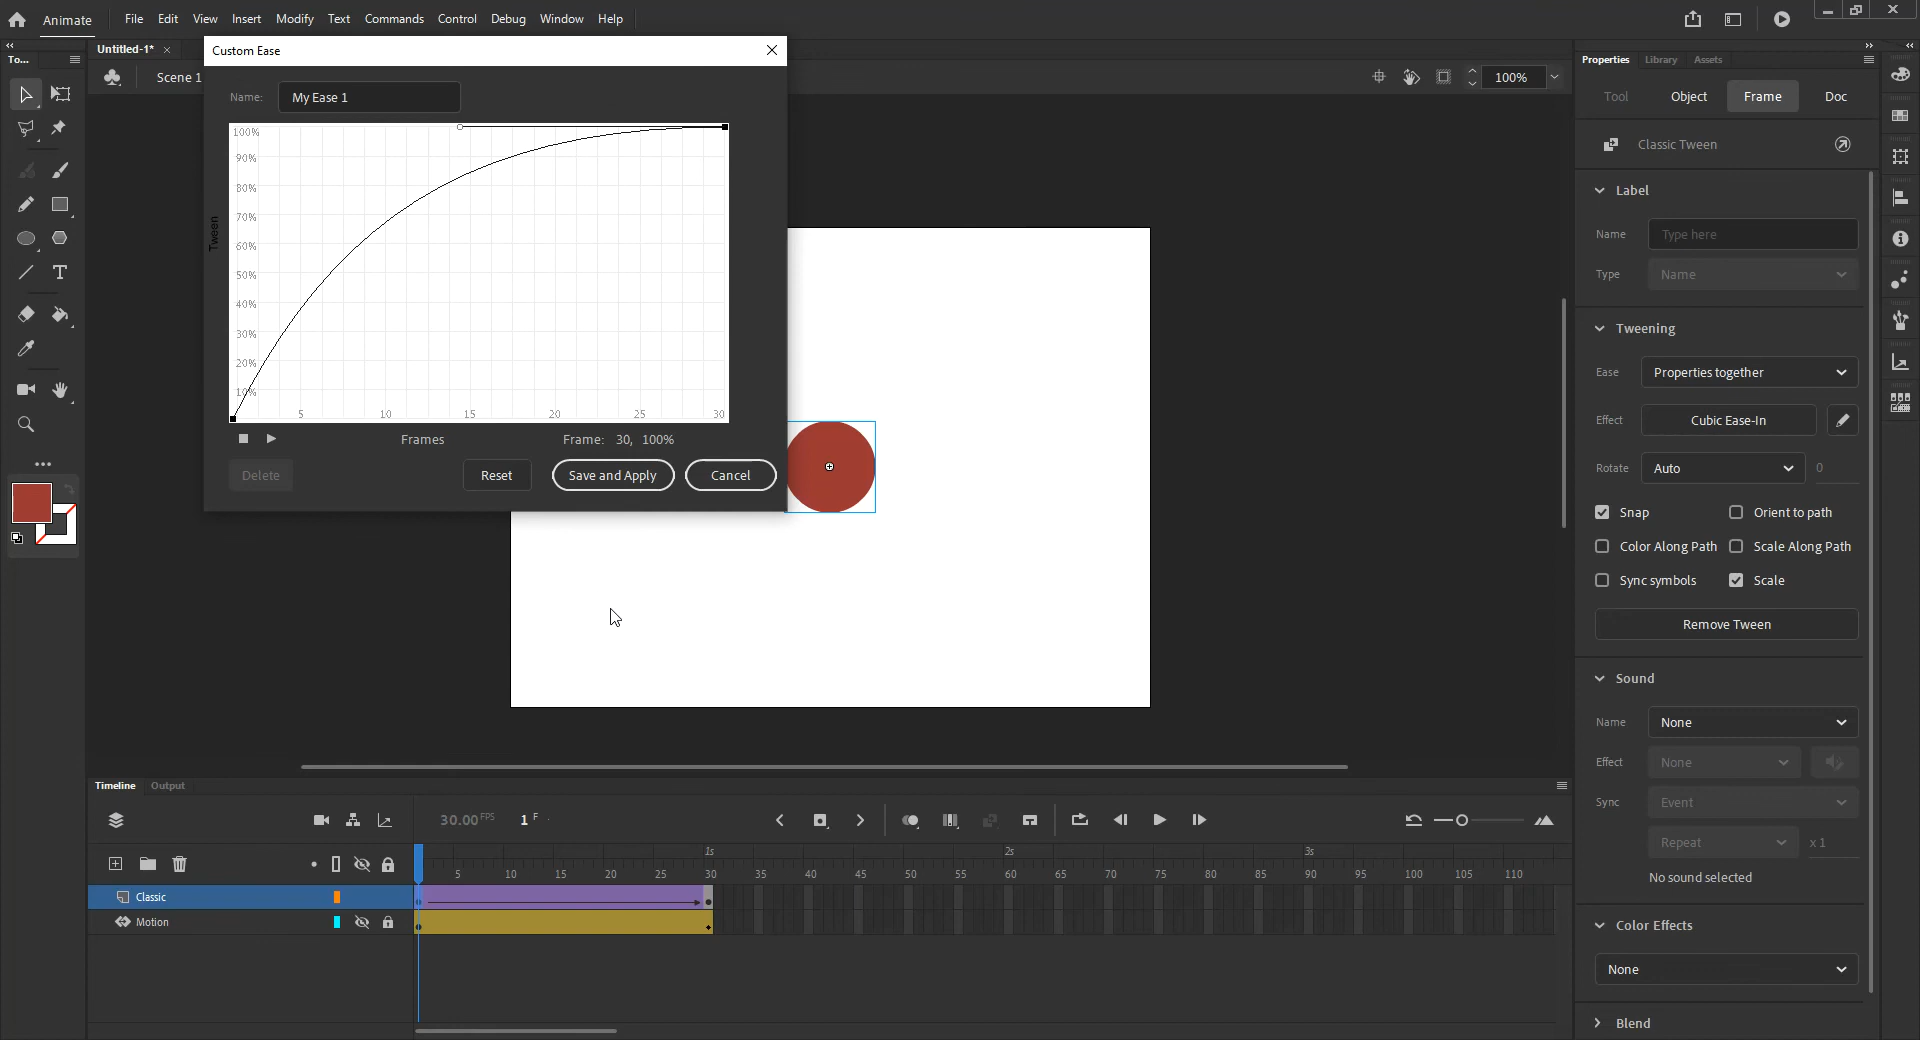 Animate
File Edit View Insert Modify Text Commands Control Debug Window Help
To...
Untitled-1*
Scene 1
100%
Custom Ease
Name: My Ease 1
100%
90%
80%
70%
60%
50%
40%
30%
20%
10%
Tween
5 10 15 20 25 30
Frames
Frame: 30, 100%
Delete
Reset
Save and Apply
Cancel
Properties Library Assets
Tool Object Frame Doc
Classic Tween
Label
Name Type here
Type Name
Tweening
Ease Properties together
Effect Cubic Ease-In
Rotate Auto 0
Snap Orient to path
Color Along Path Scale Along Path
Sync symbols Scale
Remove Tween
Sound
Name None
Effect None
Sync Event
Repeat x 1
No sound selected
Color Effects
None
Blend
Timeline Output
30.00 FPS 1 F
1s 2s 3s
5 10 15 20 25 30 35 40 45 50 55 60 65 70 75 80 85 90 95 100 105 110
Classic
Motion